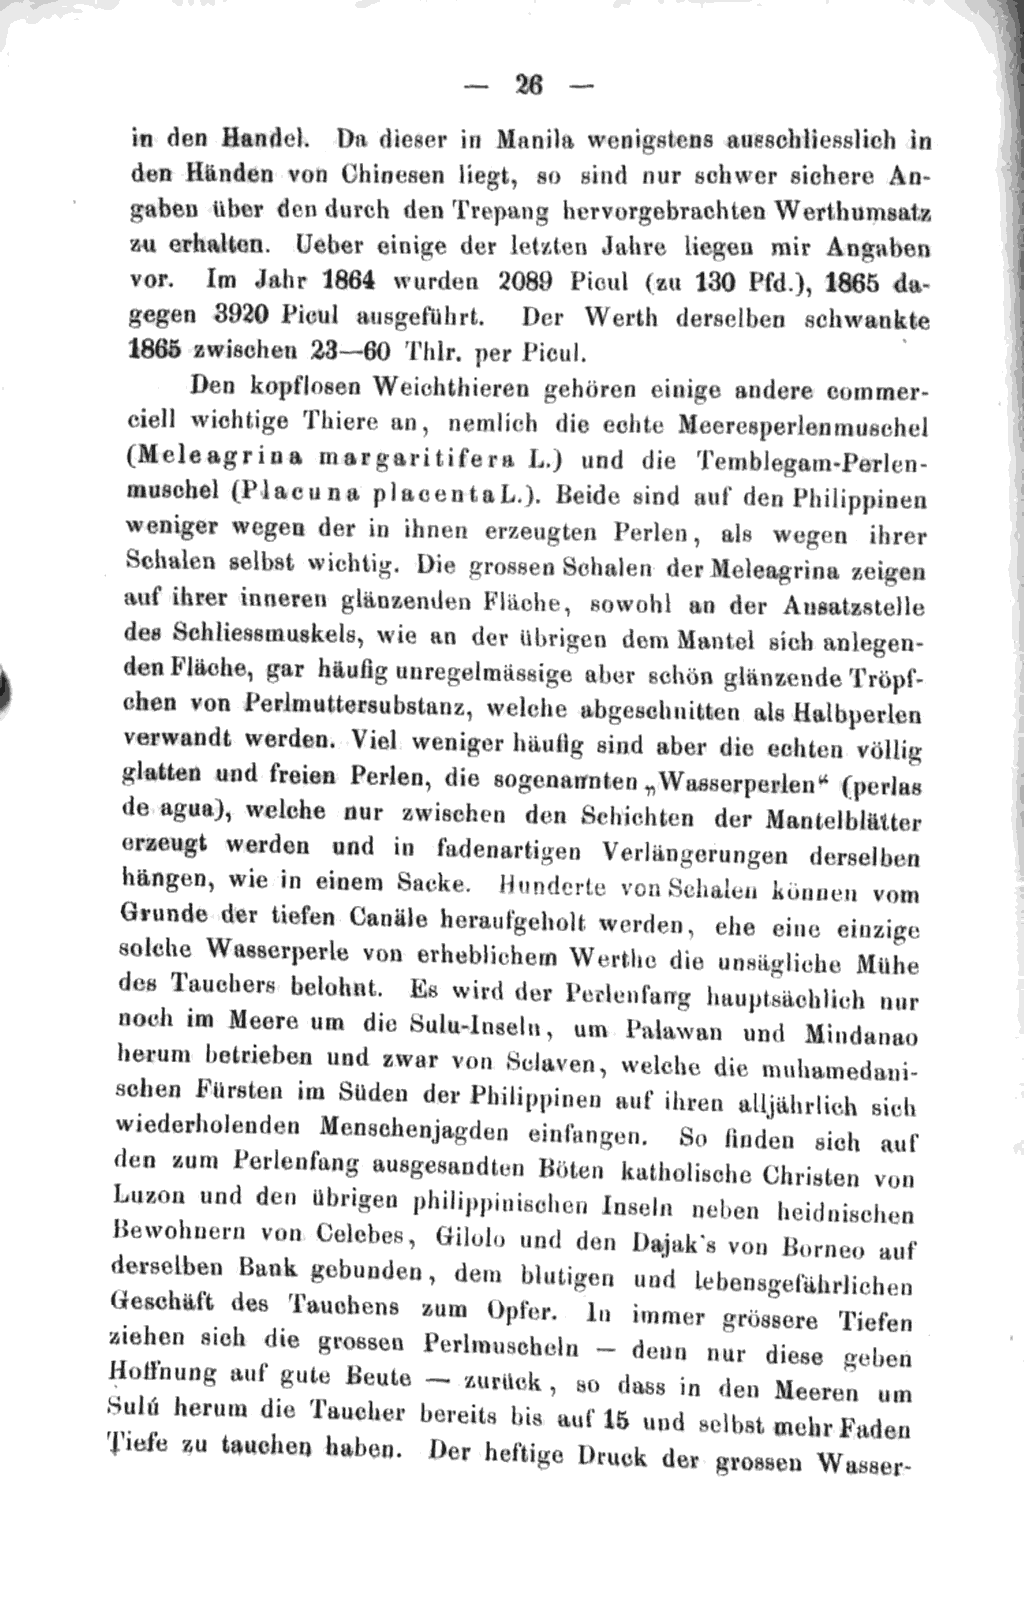 — 26 —
in den Handel. Da dieser in Manila wenigstens ausschliesslich in
den Händen von Chinesen liegt, so sind nur schwer sichere An-
gaben über den durch den Trepang hervorgebrachten Werthumsatz
zu erhalten. Ueber einige der letzten Jahre liegen mir Angaben
vor. Im Jahr 1864 wurden 2089 Picul (zu 130 Pfd.), 1865 da-
gegen 3920 Picul ausgeführt. Der Werth derselben schwankte
1865 zwischen 23—60 Thlr. per Picul.
Den kopflosen Weichthieren gehören einige andere commer-
ciell wichtige Thiere an, nemlich die echte Meeresperlenmuschel
(Meleagrina margaritifera L.) und die Temblegam-Perlen-
muschel (Placuna placenta L.). Beide sind auf den Philippinen
weniger wegen der in ihnen erzeugten Perlen, als wegen ihrer
Schalen selbst wichtig. Die grossen Schalen der Meleagrina zeigen
auf ihrer inneren glänzenden Fläche, sowohl an der Ansatzstelle
des Schliessmuskels, wie an der übrigen dem Mantel sich anlegen-
den Fläche, gar häufig unregelmässige aber schön glänzende Tröpf-
chen von Perlmuttersubstanz, welche abgeschnitten als Halbperlen
verwandt werden. Viel weniger häufig sind aber die echten völlig
glatten und freien Perlen, die sogenannten „Wasserperlen“ (perlas
de agua), welche nur zwischen den Schichten der Mantelblätter
erzeugt werden und in fadenartigen Verlängerungen derselben
hängen, wie in einem Sacke. Hunderte von Schalen können vom
Grunde der tiefen Canäle heraufgeholt werden, ehe eine einzige
solche Wasserperle von erheblichem Werthe die unsägliche Mühe
des Tauchers belohnt. Es wird der Perlenfang hauptsächlich nur
noch im Meere um die Sulu-Inseln, um Palawan und Mindanao
herum betrieben und zwar von Sclaven, welche die muhamedani-
schen Fürsten im Süden der Philippinen auf ihren alljährlich sich
wiederholenden Menschenjagden einfangen. So finden sich auf
den zum Perlenfang ausgesandten Böten katholische Christen von
Luzon und den übrigen philippinischen Inseln neben heidnischen
Bewohnern von Celebes, Gilolo und den Dajak's von Borneo auf
derselben Bank gebunden, dem blutigen und lebensgefährlichen
Geschäft des Tauchens zum Opfer. In immer grössere Tiefen
ziehen sich die grossen Perlmuscheln — denn nur diese geben
Hoffnung auf gute Beute — zurück, so dass in den Meeren um
Sulú herum die Taucher bereits bis auf 15 und selbst mehr Faden
Tiefe zu tauchen haben. Der heftige Druck der grossen Wasser-